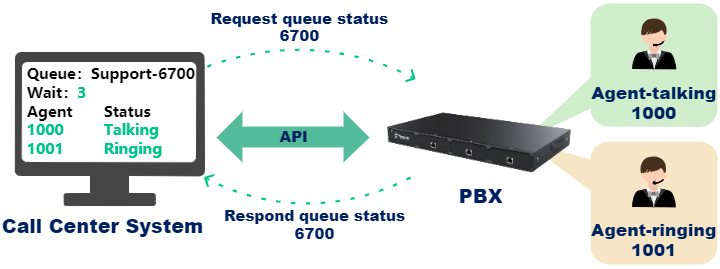 Request queue status
6700
Queue: Support-6700
Wait: 3
Agent Status
1000 Talking
1001 Ringing
API
Call Center System
Respond queue status
6700
PBX
Agent-talking
1000
Agent-ringing
1001